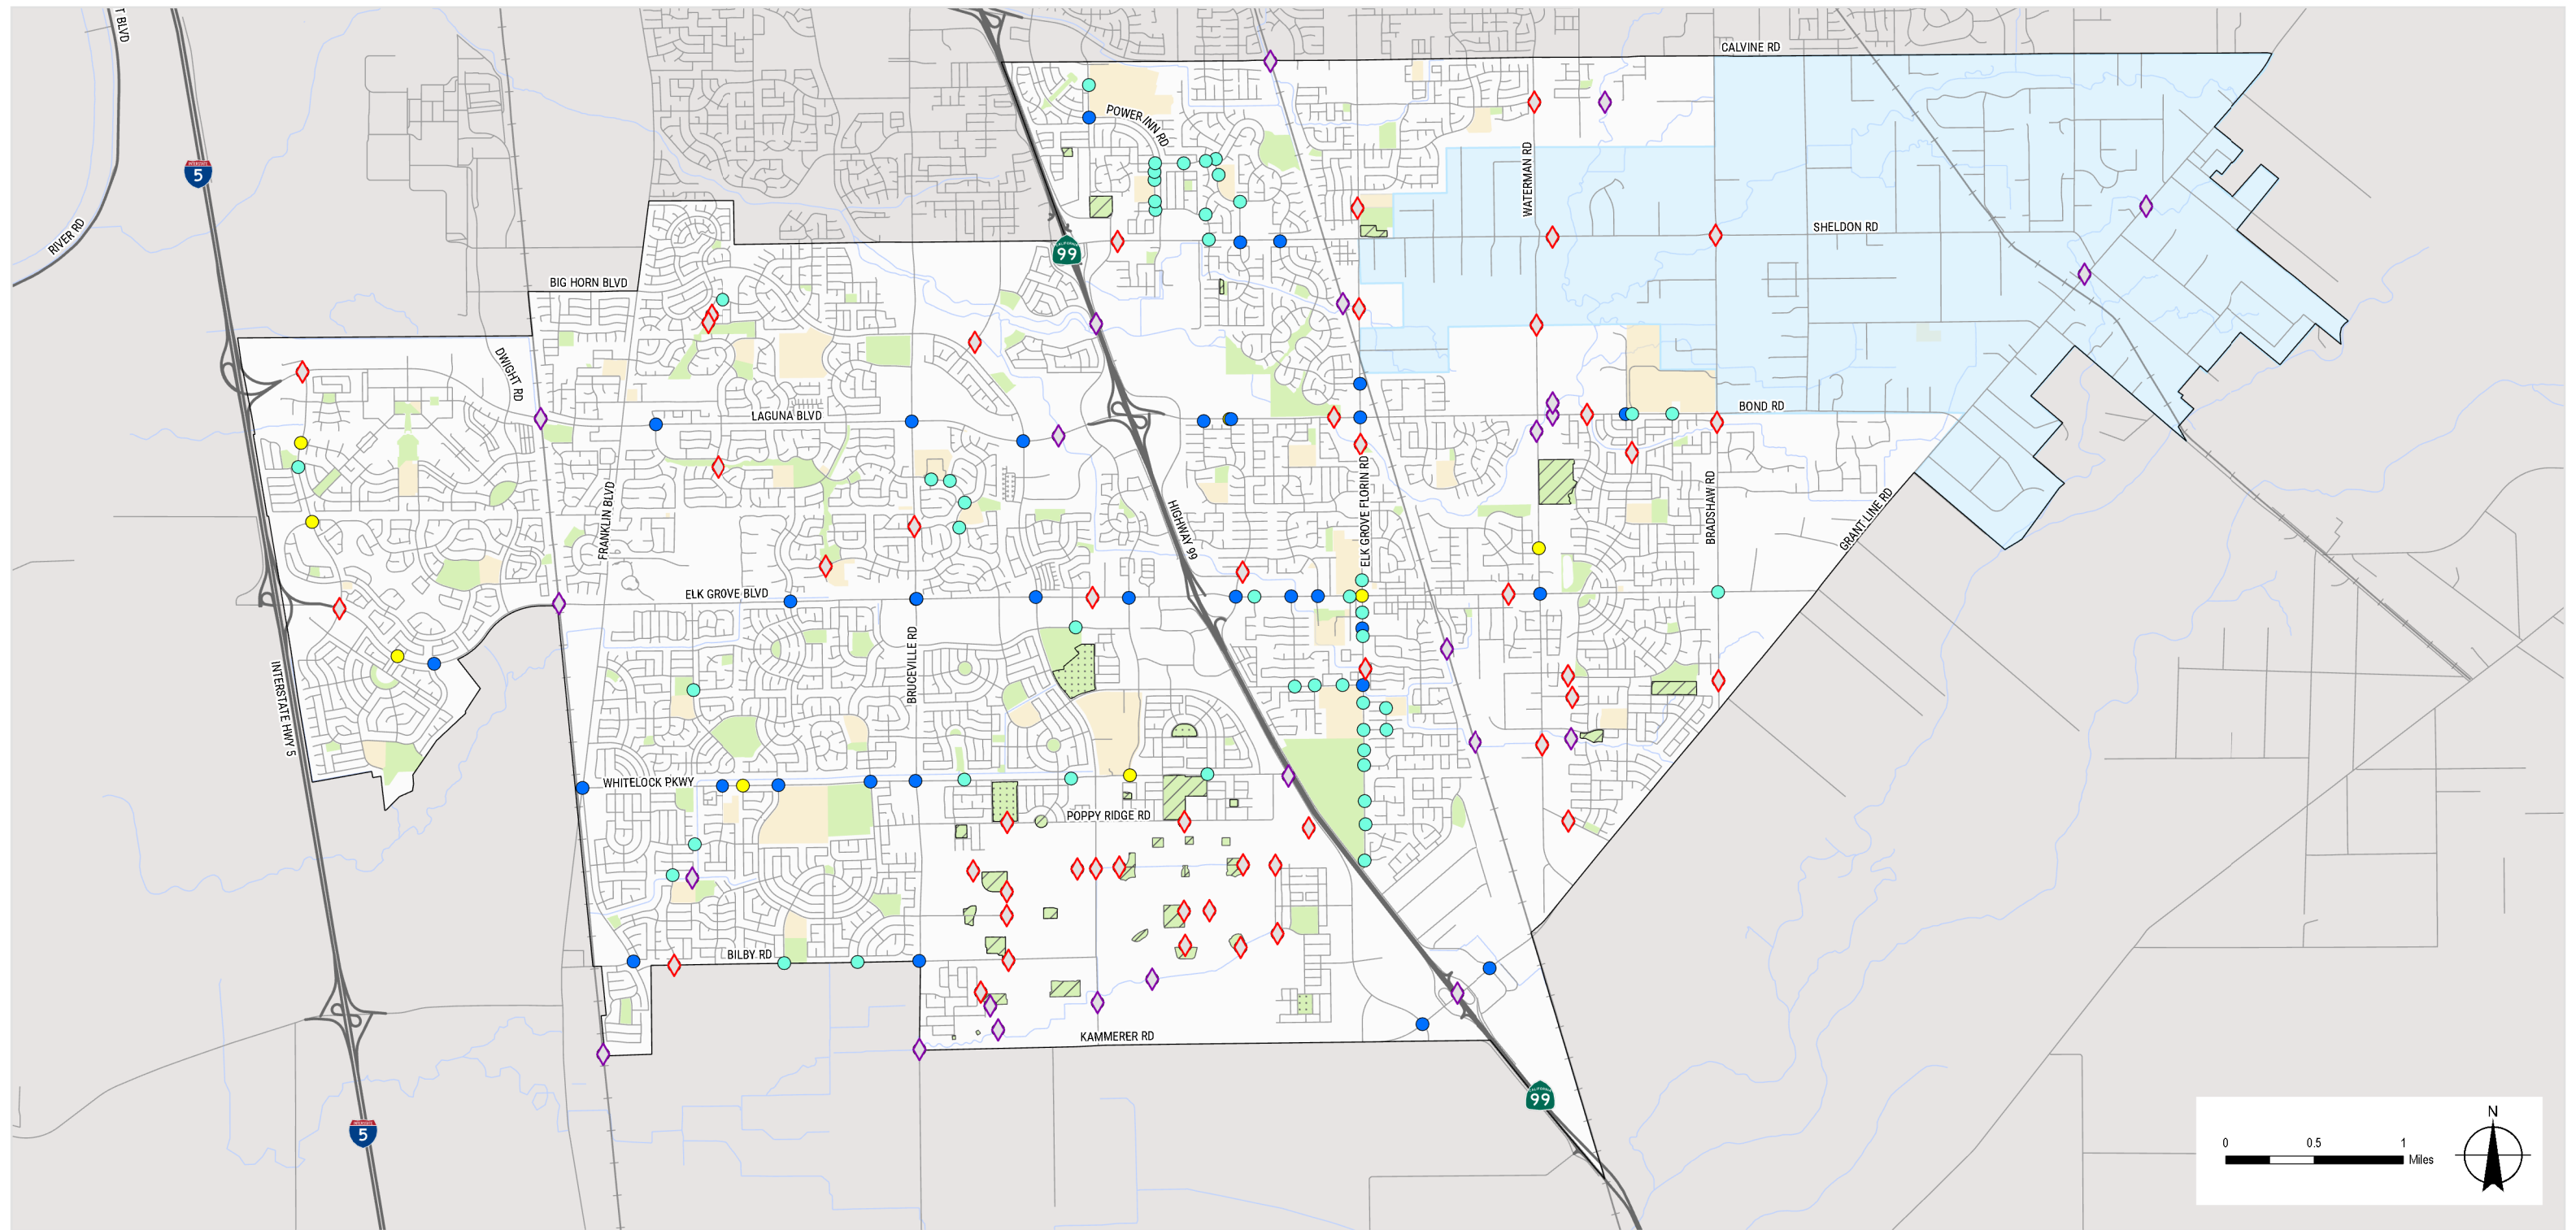 T BLVD
CALVINE RD
POWER INN RD
5
WATERMAN RD
RIVER RD
SHELDON RD
CALIFORNIA
99
BIG HORN BLVD
DWIGHT RD
LAGUNA BLVD
BOND RD
FRANKLIN BLVD
HIGHWAY 99
ELK GROVE FLORIN RD
BRADSHAW RD
GRANT LINE RD
ELK GROVE BLVD
BRUCEVILLE RD
INTERSTATE HWY 5
WHITELOCK PKWY
POPPY RIDGE RD
BILBY RD
KAMMERER RD
CALIFORNIA
99
5
N
0 0.5 1
Miles